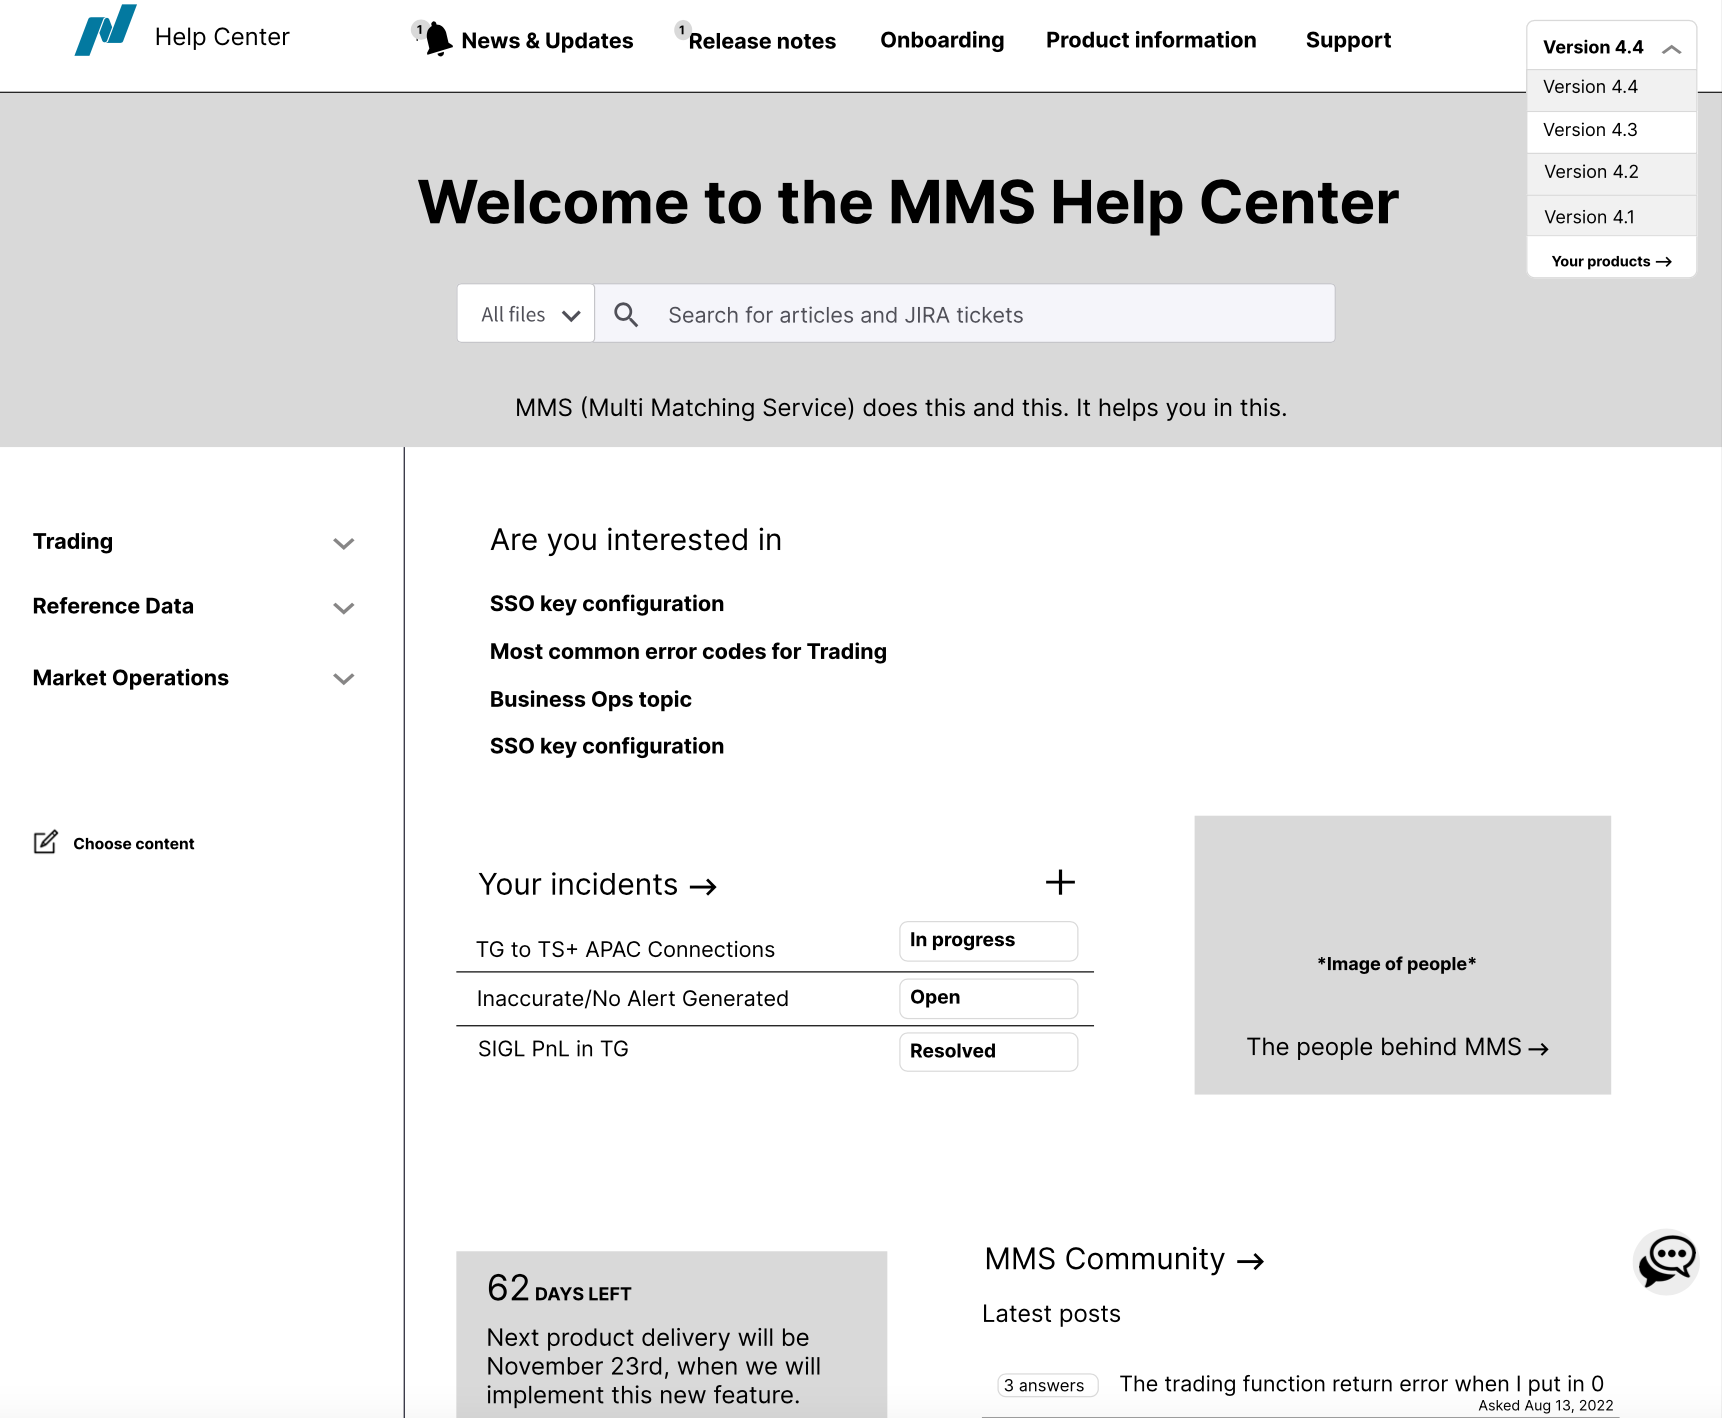 Help Center
1
News & Updates
1
Release notes
Onboarding
Product information
Support
Version 4.4
Version 4.4
Version 4.3
Version 4.2
Version 4.1
Your products →
Welcome to the MMS Help Center
All files
Search for articles and JIRA tickets
MMS (Multi Matching Service) does this and this. It helps you in this.
Trading
Reference Data
Market Operations
Choose content
Are you interested in
SSO key configuration
Most common error codes for Trading
Business Ops topic
SSO key configuration
Your incidents →
TG to TS+ APAC Connections
In progress
Inaccurate/No Alert Generated
Open
SIGL PnL in TG
Resolved
*Image of people*
The people behind MMS →
62 DAYS LEFT
Next product delivery will be
November 23rd, when we will
implement this new feature.
MMS Community →
Latest posts
3 answers
The trading function return error when I put in 0
Asked Aug 13, 2022